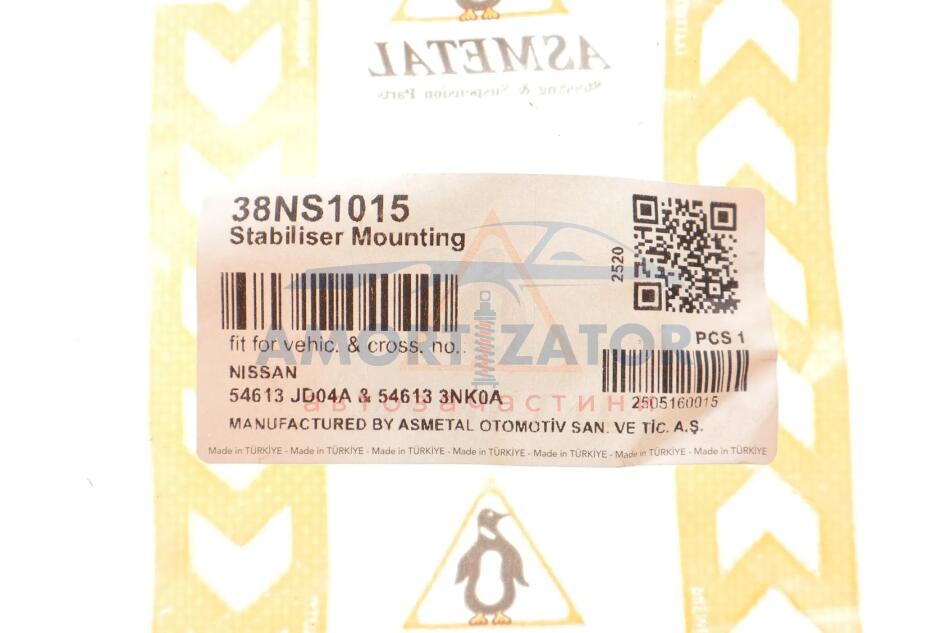 ASMETAL
Steering & Suspension Parts
38NS1015
Stabiliser Mounting
2520
AMORTIZATOR
автозапчастини
fit for vehic. & cross. no.:
PCS 1
NISSAN
54613 JD04A & 54613 3NK0A
2505160015
MANUFACTURED BY ASMETAL OTOMOTİV SAN. VE TİC. A.Ş.
Made in TÜRKİYE - Made in TÜRKİYE - Made in TÜRKİYE - Made in TÜRKİYE - Made in TÜRKİYE - Made in TÜRKİYE - Made in TÜRKİYE